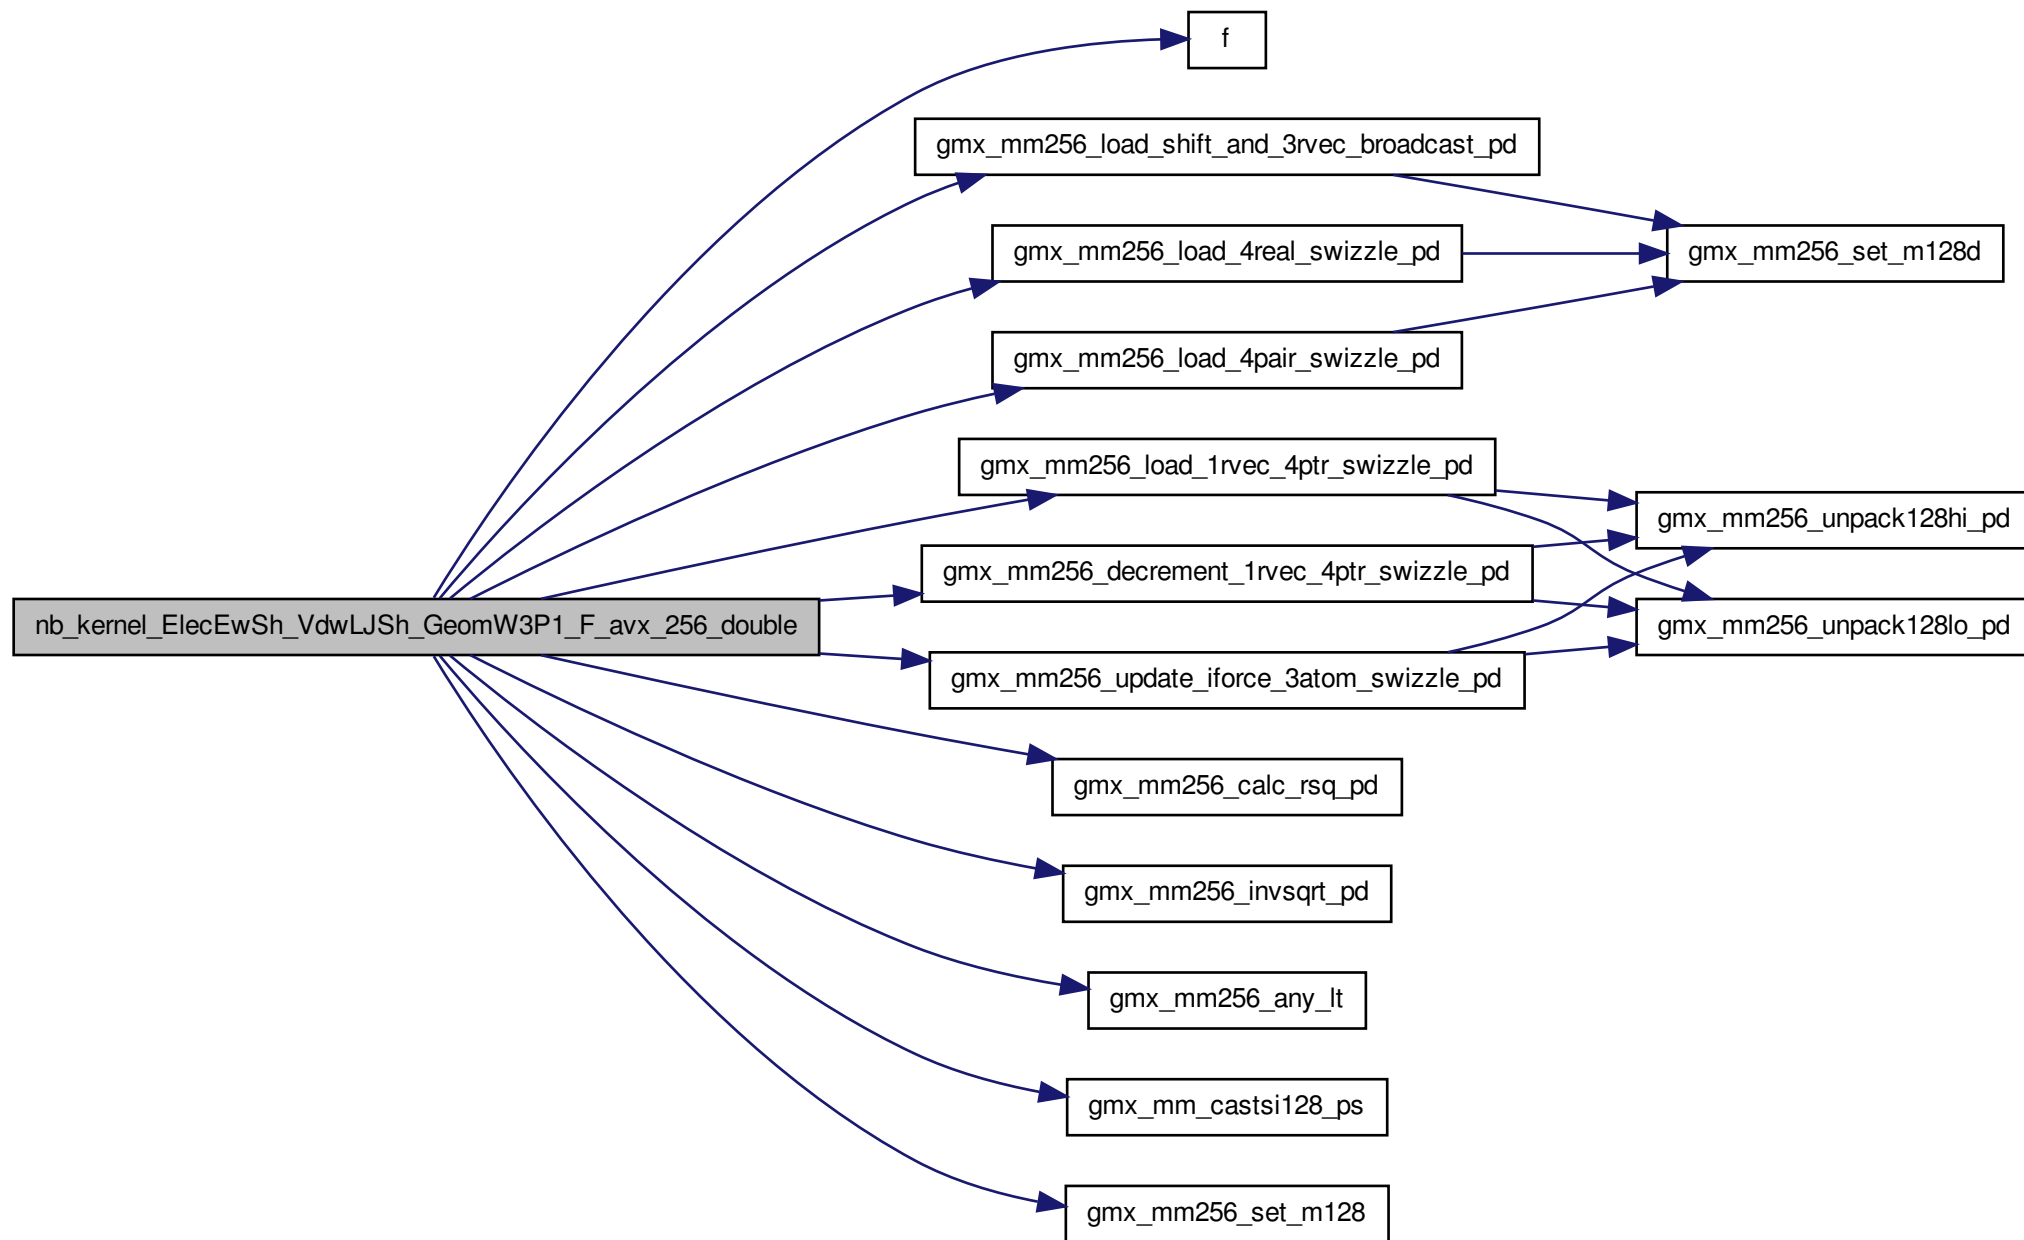 f
gmx_mm256_load_shift_and_3rvec_broadcast_pd
gmx_mm256_load_4real_swizzle_pd
gmx_mm256_set_m128d
gmx_mm256_load_4pair_swizzle_pd
gmx_mm256_load_1rvec_4ptr_swizzle_pd
gmx_mm256_unpack128hi_pd
gmx_mm256_decrement_1rvec_4ptr_swizzle_pd
nb_kernel_ElecEwSh_VdwLJSh_GeomW3P1_F_avx_256_double
gmx_mm256_unpack128lo_pd
gmx_mm256_update_iforce_3atom_swizzle_pd
gmx_mm256_calc_rsq_pd
gmx_mm256_invsqrt_pd
gmx_mm256_any_lt
gmx_mm_castsi128_ps
gmx_mm256_set_m128